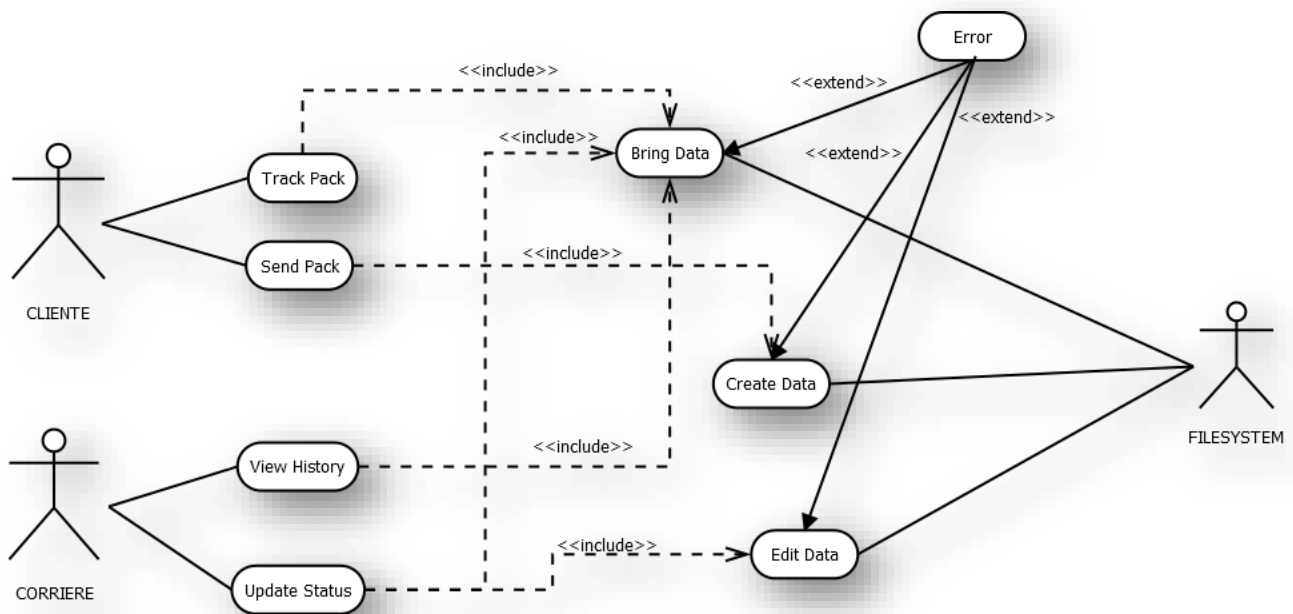 Error
<<include>>
<<extend>>
<<extend>>
<<include>>
Bring Data
<<extend>>
Track Pack
Send Pack
<<include>>
CLIENTE
Create Data
FILESYSTEM
View History
<<include>>
<<include>>
Edit Data
Update Status
CORRIERE